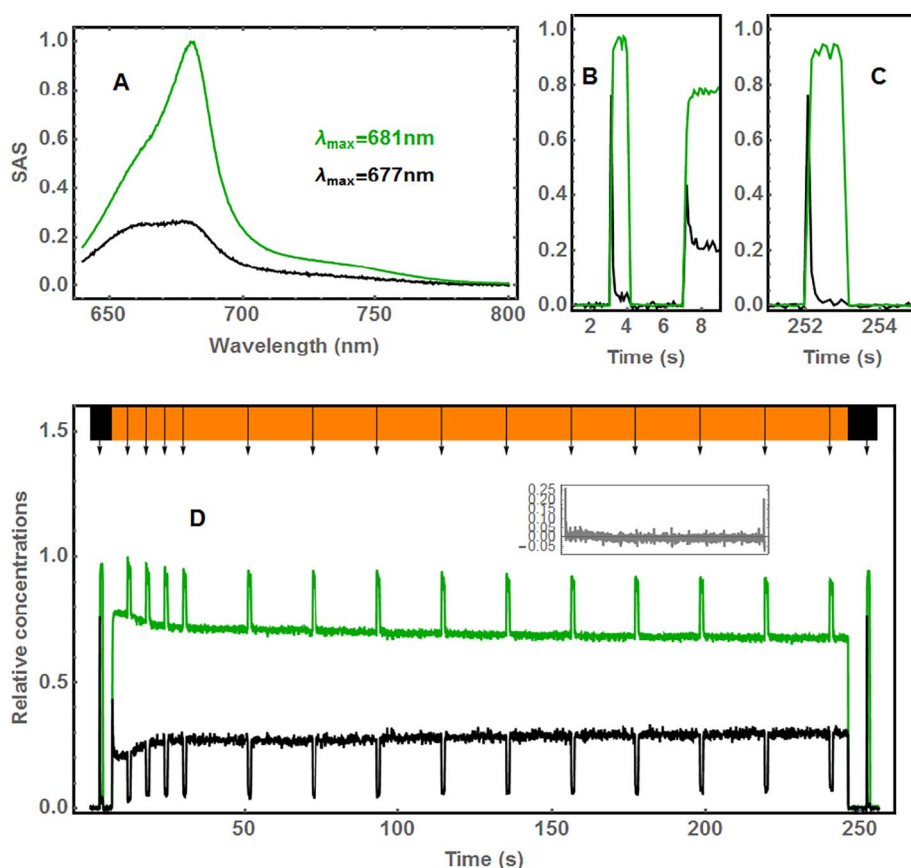 A
SAS
1.0
0.8
0.6
0.4
0.2
0.0
λmax=681nm
λmax=677nm
650 700 750 800
Wavelength (nm)
B
1.0
0.8
0.6
0.4
0.2
0.0
2 4 6 8
Time (s)
C
1.0
0.8
0.6
0.4
0.2
0.0
252 254
Time (s)
D
Relative concentrations
1.5
1.0
0.5
0.0
0.25
0.20
0.15
0.10
0.05
0.00
−0.05
50 100 150 200 250
Time (s)